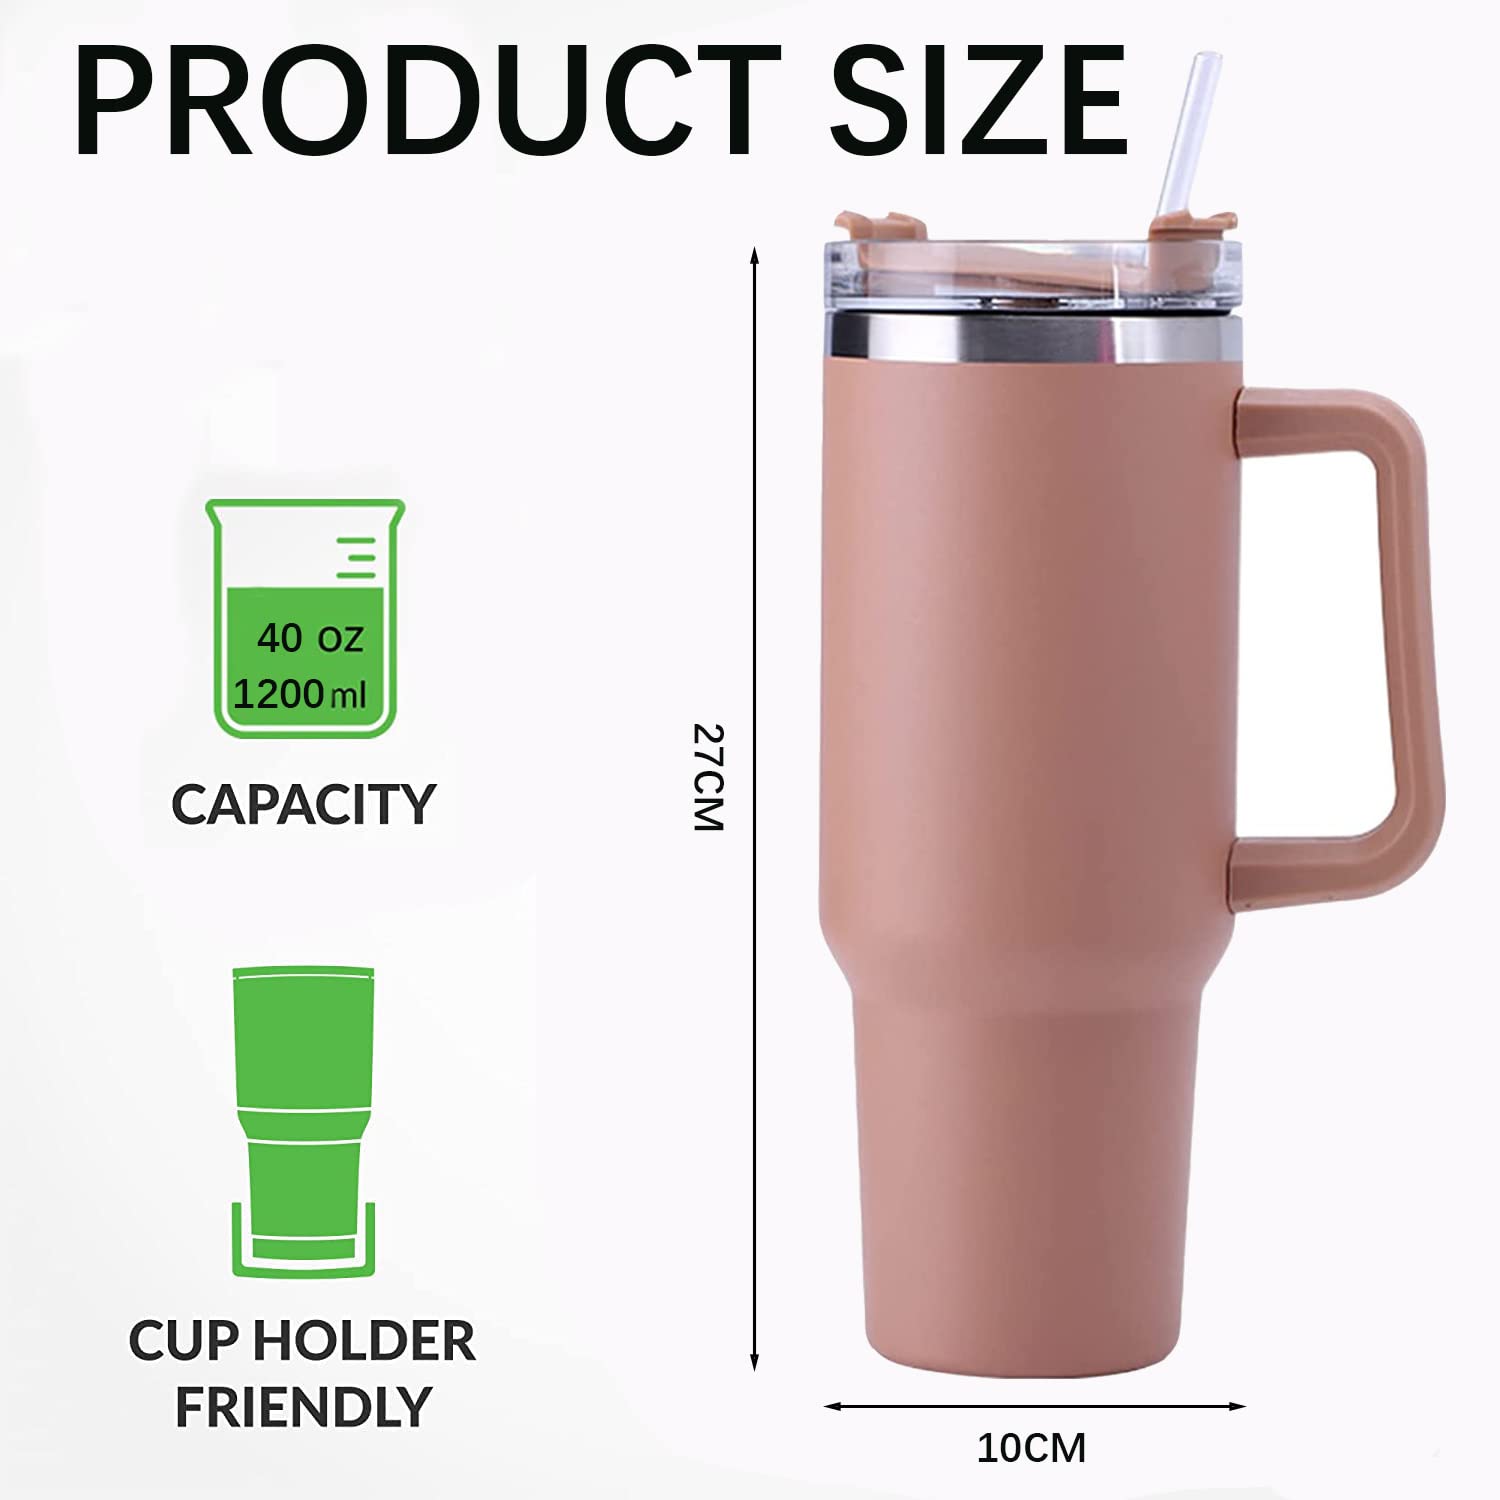 PRODUCT SIZE
40 oz
1200ml
CAPACITY
27CM
CUP HOLDER
FRIENDLY
10CM